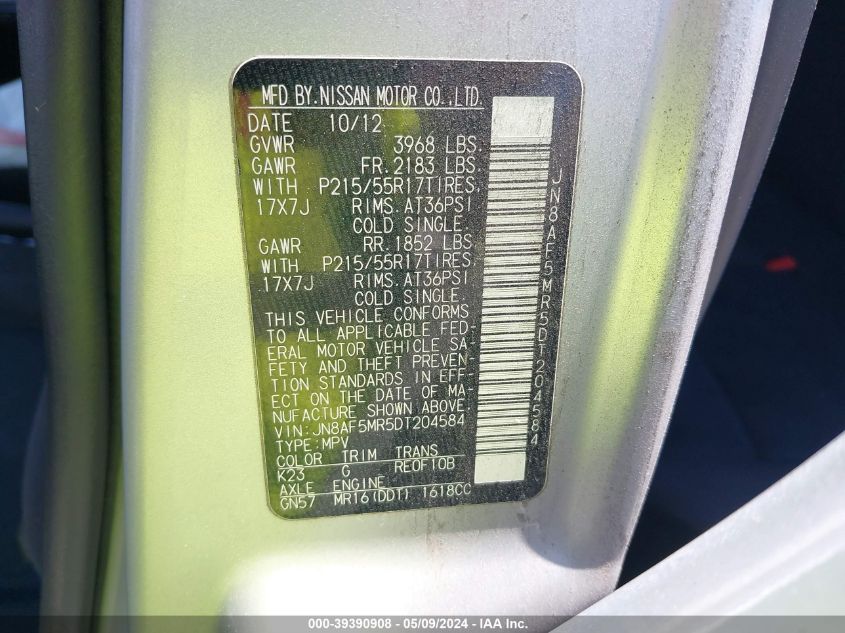 MFD BY.NISSAN MOTOR CO.,LTD.
DATE 10/12
GVWR 3968 LBS.
GAWR FR.2183 LBS
WITH P215/55R17TIRES,
17X7J RIMS.AT36PSI
COLD SINGLE.
GAWR RR.1852 LBS
WITH P215/55R17TIRES,
17X7J RIMS.AT36PSI
COLD SINGLE.
THIS VEHICLE CONFORMS
TO ALL APPLICABLE FED-
ERAL MOTOR VEHICLE SA-
FETY AND THEFT PREVEN-
TION STANDARDS IN EFF-
ECT ON THE DATE OF MA-
NUFACTURE SHOWN ABOVE.
VIN:JN8AF5MR5DT204584
TYPE:MPV
COLOR TRIM TRANS
K23 G RE0F10B
AXLE ENGINE
GN57 MR16(DDT) 1618CC
JN8AF5MR5DT204584
000-39390908 - 05/09/2024 - IAA Inc.